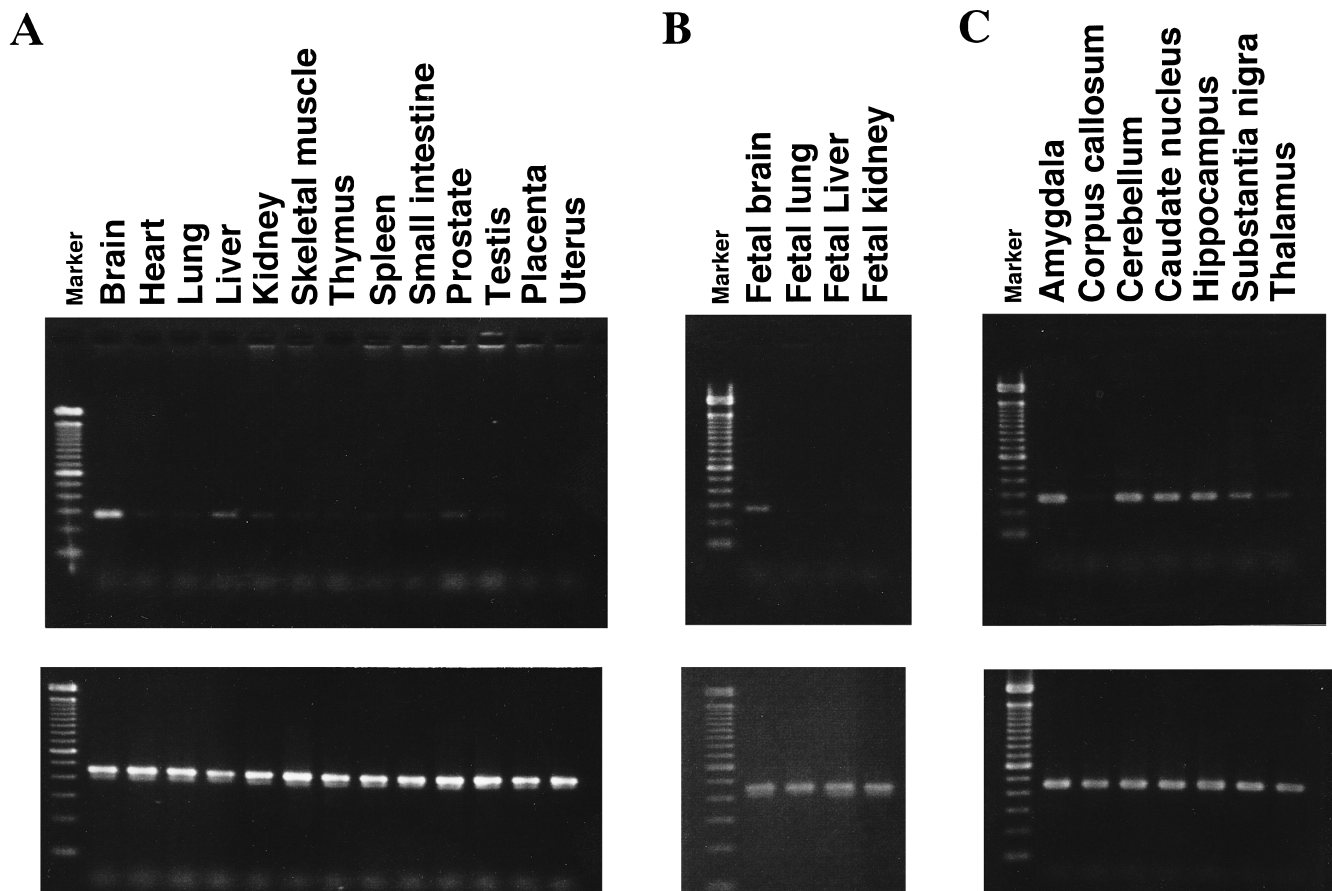 A
Marker
Brain
Heart
Lung
Liver
Kidney
Skeletal muscle
Thymus
Spleen
Small intestine
Prostate
Testis
Placenta
Uterus
B
Marker
Fetal brain
Fetal lung
Fetal Liver
Fetal kidney
C
Marker
Amygdala
Corpus callosum
Cerebellum
Caudate nucleus
Hippocampus
Substantia nigra
Thalamus